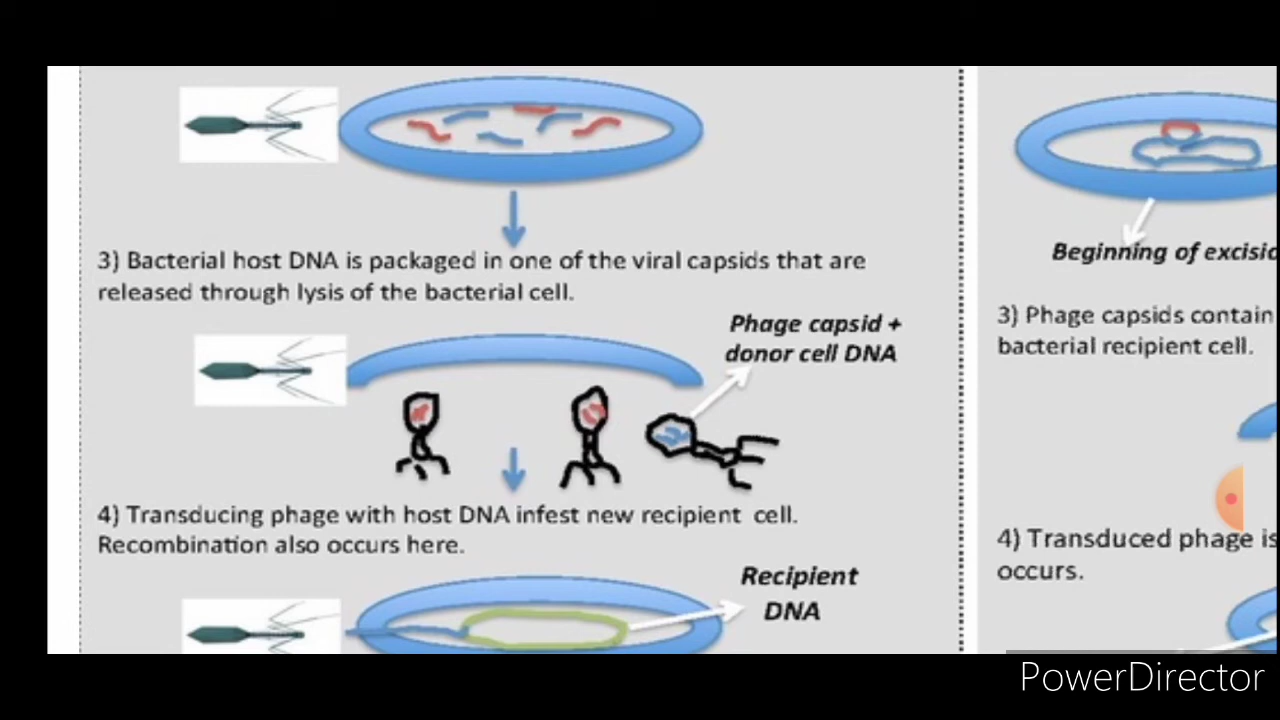 3) Bacterial host DNA is packaged in one of the viral capsids that are
released through lysis of the bacterial cell.
Phage capsid +
donor cell DNA
4) Transducing phage with host DNA infest new recipient cell.
Recombination also occurs here.
Recipient
DNA
Beginning of excisio
3) Phage capsids contain
bacterial recipient cell.
4) Transduced phage is
occurs.
PowerDirector